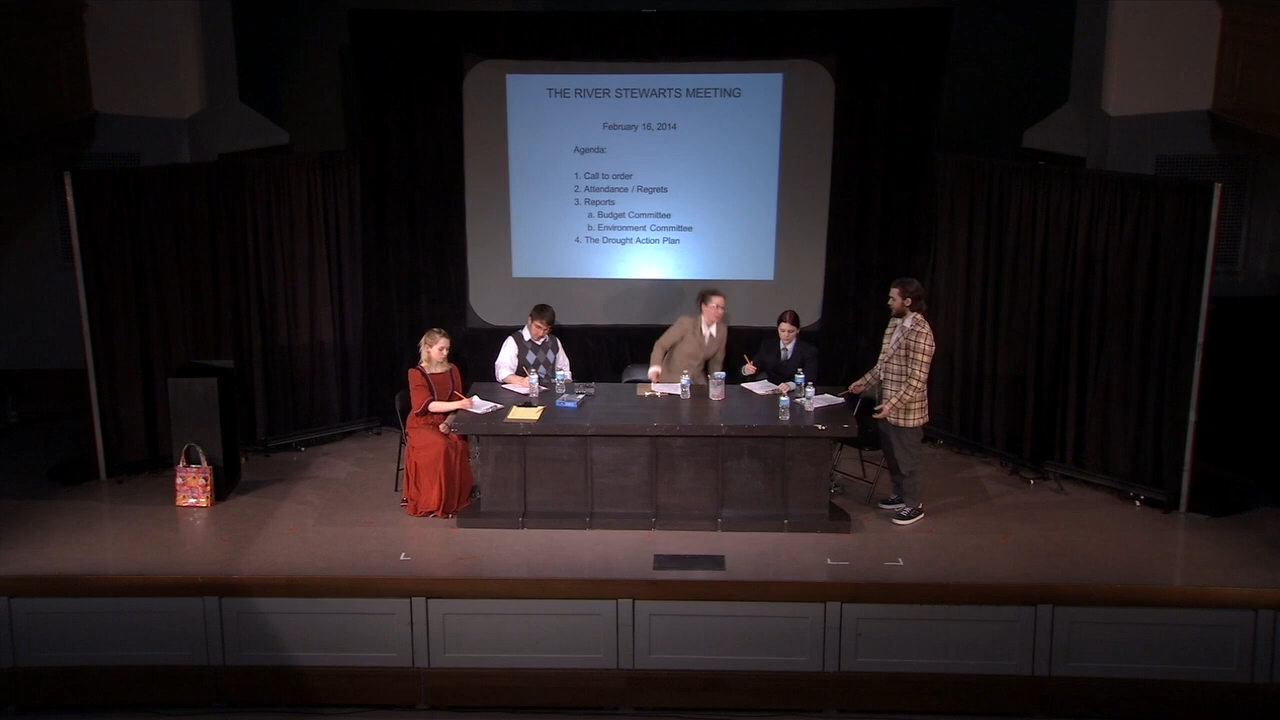 THE RIVER STEWARTS MEETING
February 16, 2014
Agenda:
1. Call to order
2. Attendance / Regrets
3. Reports
a. Budget Committee
b. Environment Committee
4. The Drought Action Plan